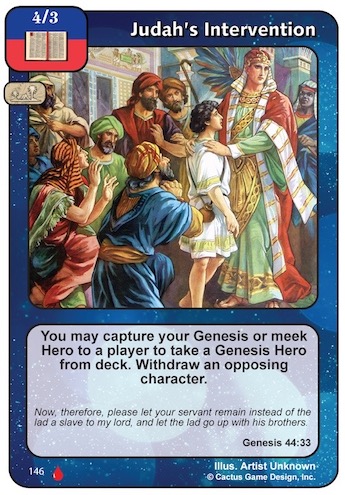 4/3
Judah's Intervention
You may capture your Genesis or meek
Hero to a player to take a Genesis Hero
from deck. Withdraw an opposing
character.
Now, therefore, please let your servant remain instead of the
lad a slave to my lord, and let the lad go up with his brothers.
Genesis 44:33
146
Illus. Artist Unknown
© Cactus Game Design, Inc.